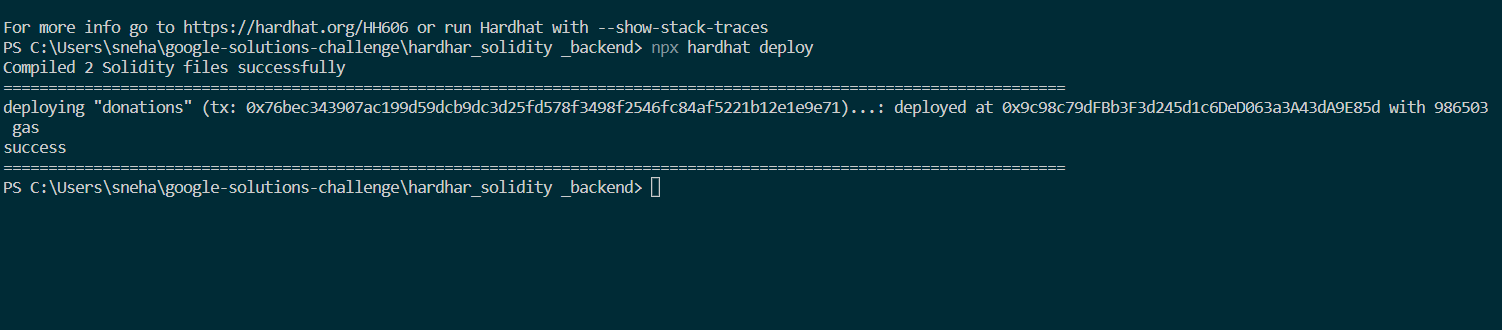 For more info go to https://hardhat.org/HH606 or run Hardhat with --show-stack-traces
PS C:\Users\sneha\google-solutions-challenge\hardhar_solidity _backend> npx hardhat deploy
Compiled 2 Solidity files successfully
======================================================================================================================
deploying "donations" (tx: 0x76bec343907ac199d59dcb9dc3d25fd578f3498f2546fc84af5221b12e1e9e71)...: deployed at 0x9c98c79dFBb3F3d245d1c6DeD063a3A43dA9E85d with 986503
gas
success
======================================================================================================================
PS C:\Users\sneha\google-solutions-challenge\hardhar_solidity _backend>